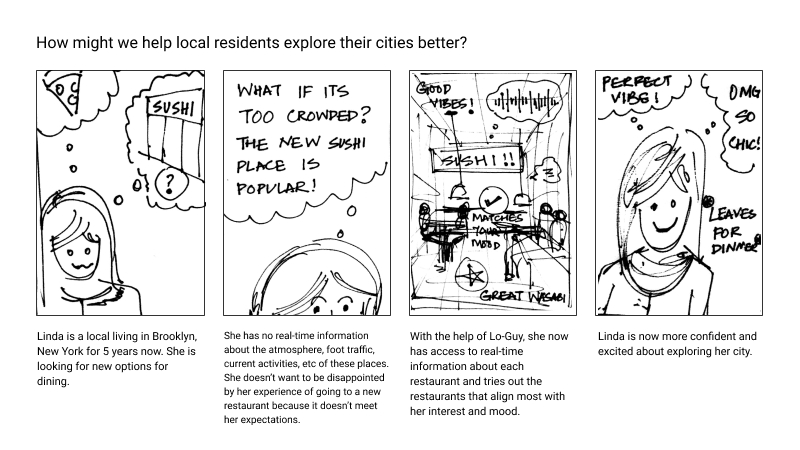 How might we help local residents explore their cities better?
SUSHI
?
WHAT IF ITS
TOO CROWDED?
THE NEW SUSHI
PLACE IS
POPULAR!
GOOD
VIBES!
SUSHI!!
MATCHES
YOUR
MOOD
GREAT WASABI
PERFECT
VIBE!
OMG
SO
CHIC!
LEAVES
FOR
DINNER
Linda is a local living in Brooklyn,
New York for 5 years now. She is
looking for new options for
dining.
She has no real-time information
about the atmosphere, foot traffic,
current activities, etc of these places.
She doesn't want to be disappointed
by her experience of going to a new
restaurant because it doesn't meet
her expectations.
With the help of Lo-Guy, she now
has access to real-time
information about each
restaurant and tries out the
restaurants that align most with
her interest and mood.
Linda is now more confident and
excited about exploring her city.